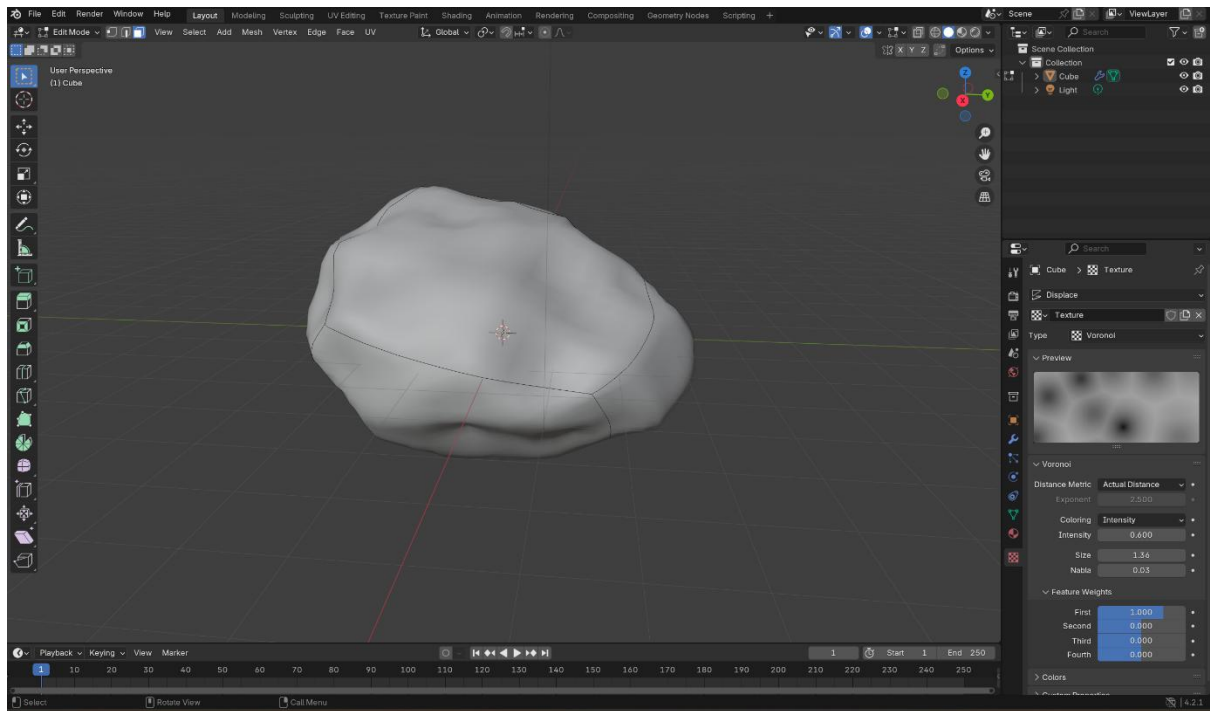 File Edit Render Window Help Layout Modeling Sculpting UV Editing Texture Paint Shading Animation Rendering Compositing Geometry Nodes Scripting + Scene ViewLayer
Edit Mode View Select Add Mesh Vertex Edge Face UV Global Search
X Y Z Options
User Perspective
(1) Cube
Z
Y
X
Scene Collection
Collection
Cube
Light
Search
Cube > Texture
Displace
Texture
Type Voronoi
Preview
Voronoi
Distance Metric Actual Distance
Exponent 2.500
Coloring Intensity
Intensity 0.600
Size 1.36
Nabla 0.03
Feature Weights
First 1.000
Second 0.000
Third 0.000
Fourth 0.000
Colors
Custom Properties
Playback Keying View Marker 1 Start 1 End 250
1 10 20 30 40 50 60 70 80 90 100 110 120 130 140 150 160 170 180 190 200 210 220 230 240 250
Select Rotate View Call Menu 4.2.1